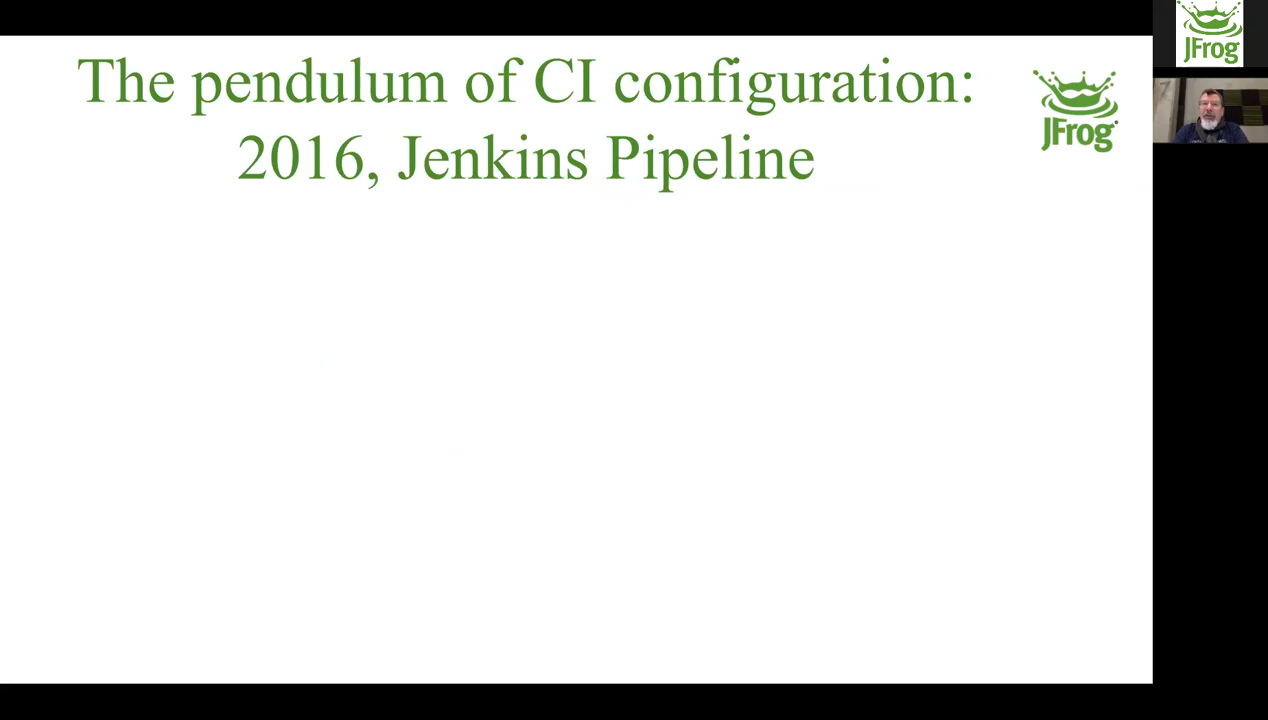 The pendulum of CI configuration:
2016, Jenkins Pipeline
JFrog
JFrog